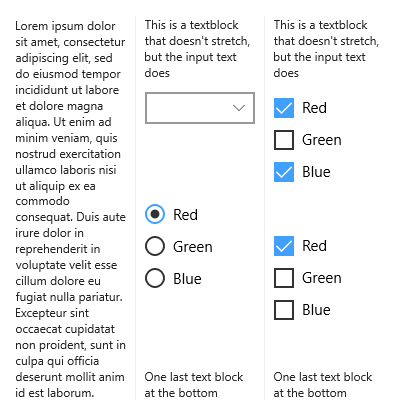 Lorem ipsum dolor
sit amet, consectetur
adipiscing elit, sed
do eiusmod tempor
incididunt ut labore
et dolore magna
aliqua. Ut enim ad
minim veniam, quis
nostrud exercitation
ullamco laboris nisi
ut aliquip ex ea
commodo
consequat. Duis aute
irure dolor in
reprehenderit in
voluptate velit esse
cillum dolore eu
fugiat nulla pariatur.
Excepteur sint
occaecat cupidatat
non proident, sunt in
culpa qui officia
deserunt mollit anim
id est laborum.
This is a textblock
that doesn't stretch,
but the input text
does
Red
Green
Blue
One last text block
at the bottom
This is a textblock
that doesn't stretch,
but the input text
does
Red
Green
Blue
Red
Green
Blue
One last text block
at the bottom